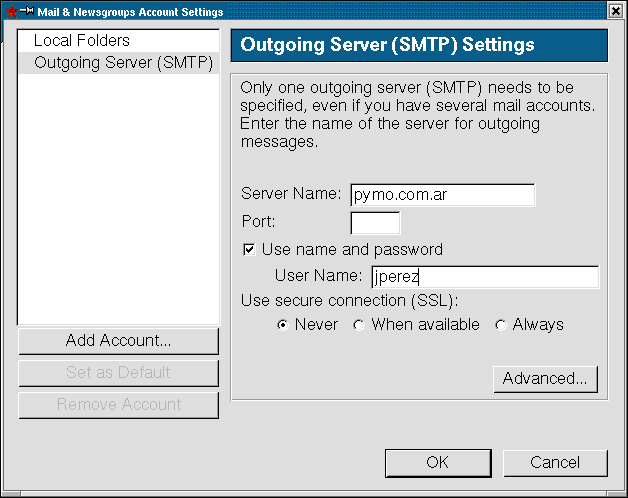 Mail & Newsgroups Account Settings
Local Folders
Outgoing Server (SMTP)
Outgoing Server (SMTP) Settings
Only one outgoing server (SMTP) needs to be
specified, even if you have several mail accounts.
Enter the name of the server for outgoing
messages.
Server Name: pymo.com.ar
Port:
Use name and password
User Name: jperez
Use secure connection (SSL):
Never When available Always
Add Account...
Set as Default
Remove Account
Advanced...
OK Cancel